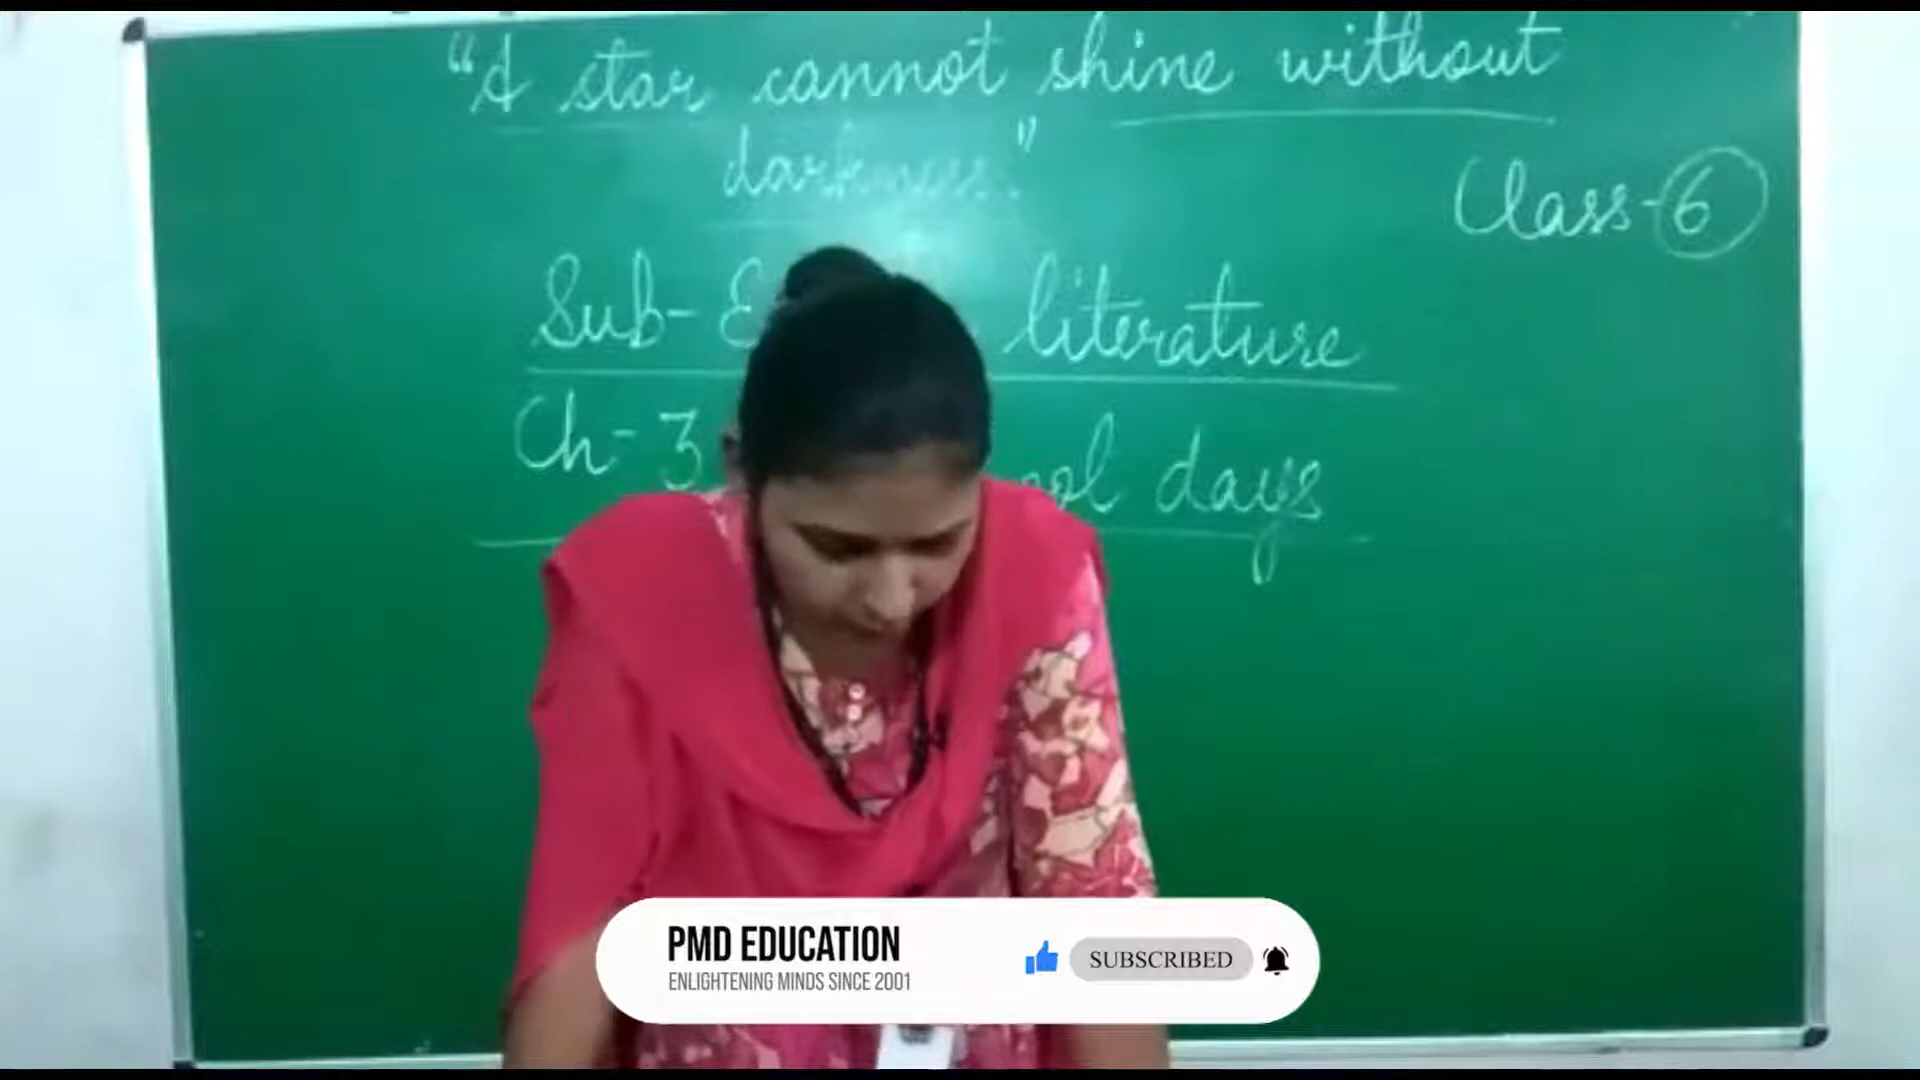 "A star cannot shine without
darkness."
Class-6
Sub-E literature
Ch-3 ool days
PMD EDUCATION
ENLIGHTENING MINDS SINCE 2001
SUBSCRIBED